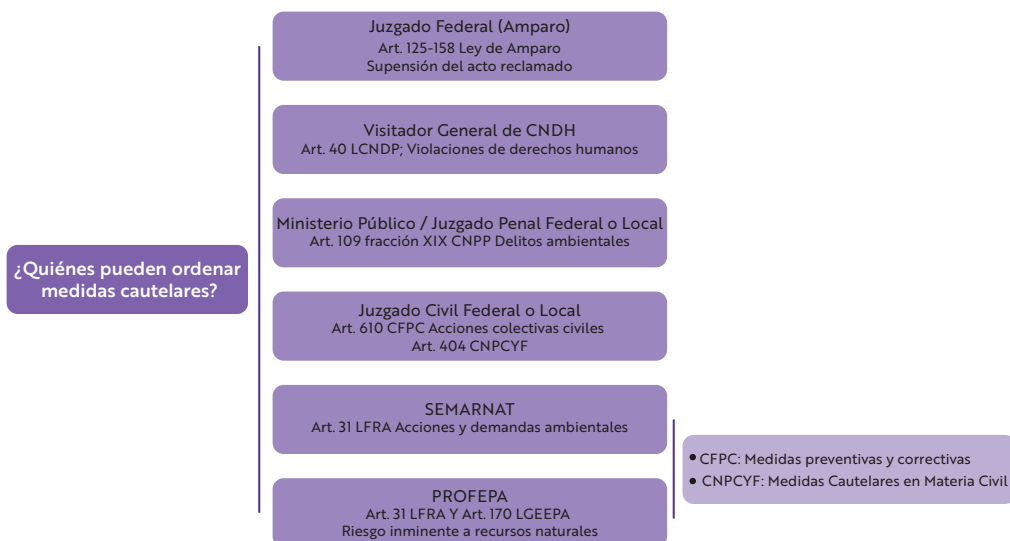 Juzgado Federal (Amparo)
Art. 125-158 Ley de Amparo
Supensión del acto reclamado
Visitador General de CNDH
Art. 40 LCNDP; Violaciones de derechos humanos
Ministerio Público / Juzgado Penal Federal o Local
Art. 109 fracción XIX CNPP Delitos ambientales
¿Quiénes pueden ordenar
medidas cautelares?
Juzgado Civil Federal o Local
Art. 610 CFPC Acciones colectivas civiles
Art. 404 CNPCYF
SEMARNAT
Art. 31 LFRA Acciones y demandas ambientales
• CFPC: Medidas preventivas y correctivas
• CNPCYF: Medidas Cautelares en Materia Civil
PROFEPA
Art. 31 LFRA Y Art. 170 LGEEPA
Riesgo inminente a recursos naturales